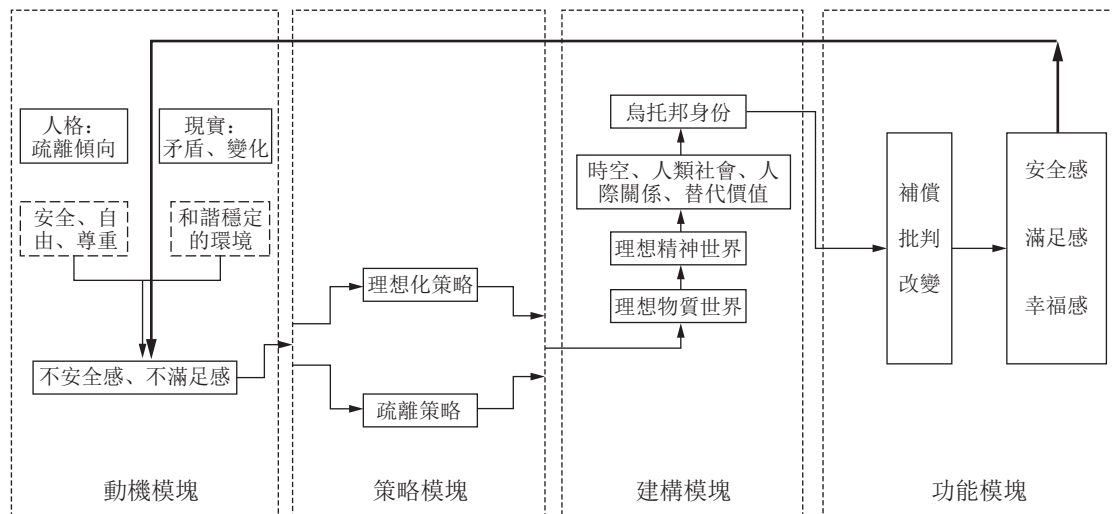 人格：
疏離傾向
現實：
矛盾、變化
安全、自
由、尊重
和諧穩定
的環境
不安全感、不滿足感
動機模塊
理想化策略
疏離策略
策略模塊
烏托邦身份
時空、人類社會、人
際關係、替代價值
理想精神世界
理想物質世界
建構模塊
補償
批判
改變
安全感
滿足感
幸福感
功能模塊